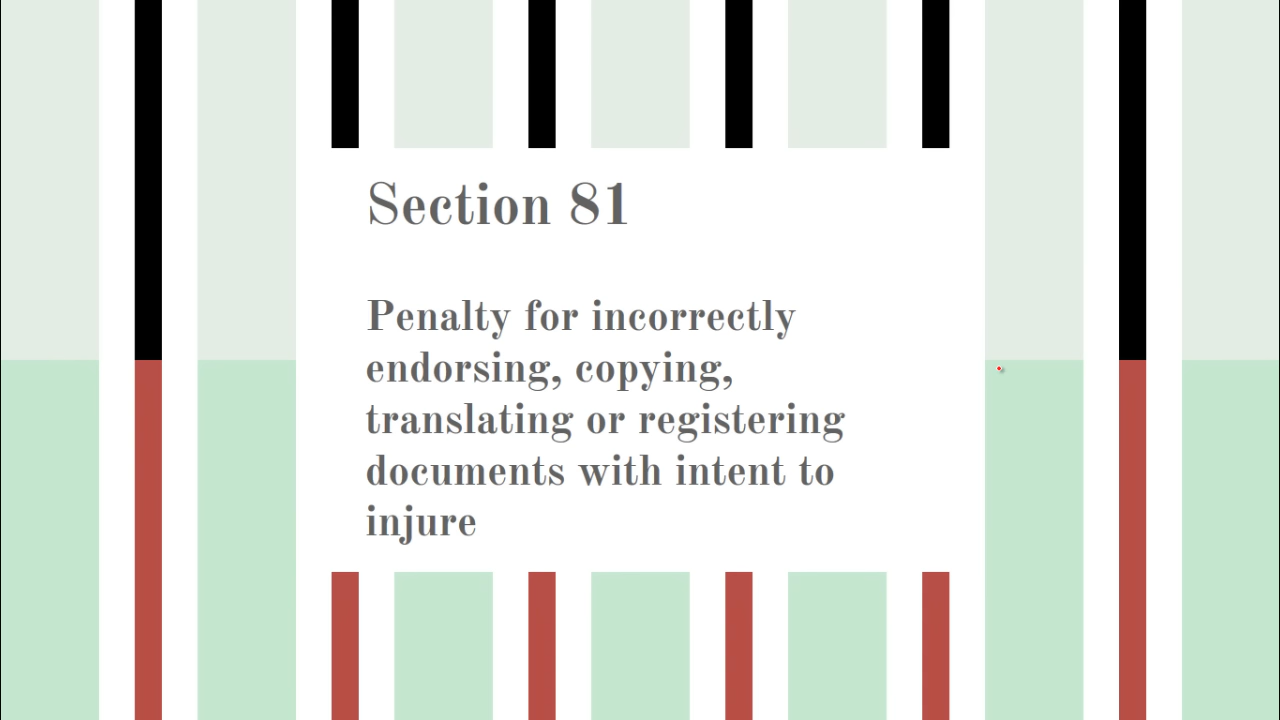 Section 81
Penalty for incorrectly
endorsing, copying,
translating or registering
documents with intent to
injure